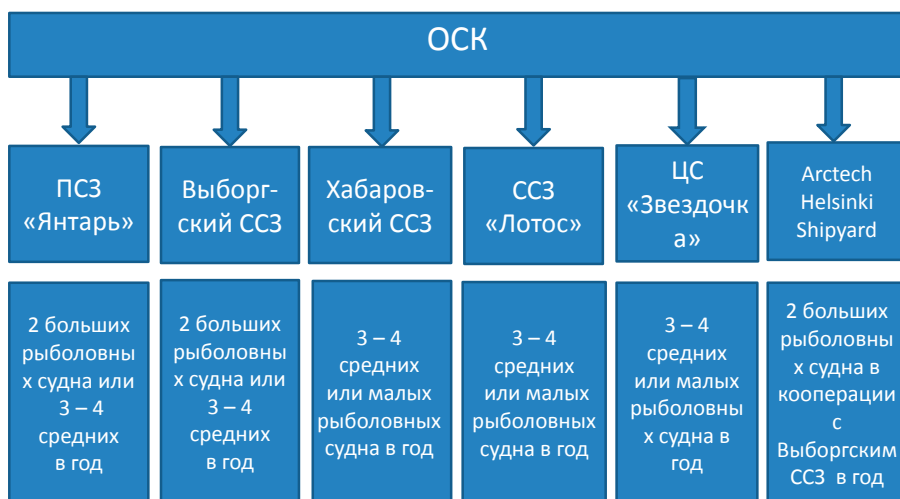 ОСК
ПСЗ
«Янтарь»
Выборг-
ский ССЗ
Хабаров-
ский ССЗ
ССЗ
«Лотос»
ЦС
«Звездочк
а»
Arctech
Helsinki
Shipyard
2 больших
рыболовны
х судна или
3 – 4
средних
в год
2 больших
рыболовны
х судна или
3 – 4
средних
в год
3 – 4
средних
или малых
рыболовных
судна в год
3 – 4
средних
или малых
рыболовных
судна в год
3 – 4
средних
или малых
рыболовны
х судна в
год
2 больших
рыболовны
х судна в
кооперации
с
Выборгским
ССЗ в год